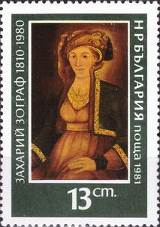 ЗАХАРИЙ ЗОГРАФ 1810-1980
НР БЪЛГАРИЯ
ПОЩА 1981
13 ст.